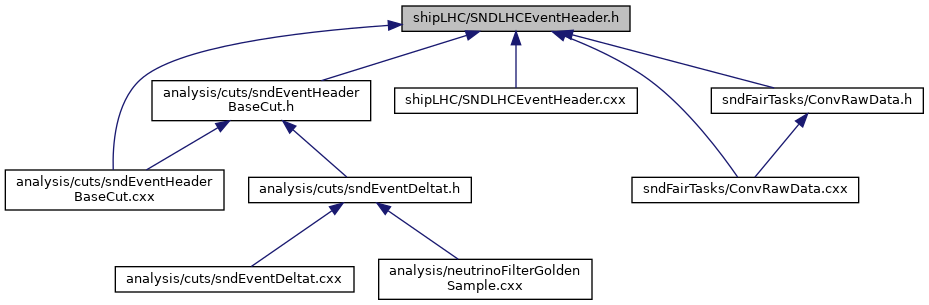 shipLHC/SNDLHCEventHeader.h
analysis/cuts/sndEventHeader
BaseCut.h
shipLHC/SNDLHCEventHeader.cxx
sndFairTasks/ConvRawData.h
analysis/cuts/sndEventHeader
BaseCut.cxx
analysis/cuts/sndEventDeltat.h
sndFairTasks/ConvRawData.cxx
analysis/cuts/sndEventDeltat.cxx
analysis/neutrinoFilterGolden
Sample.cxx